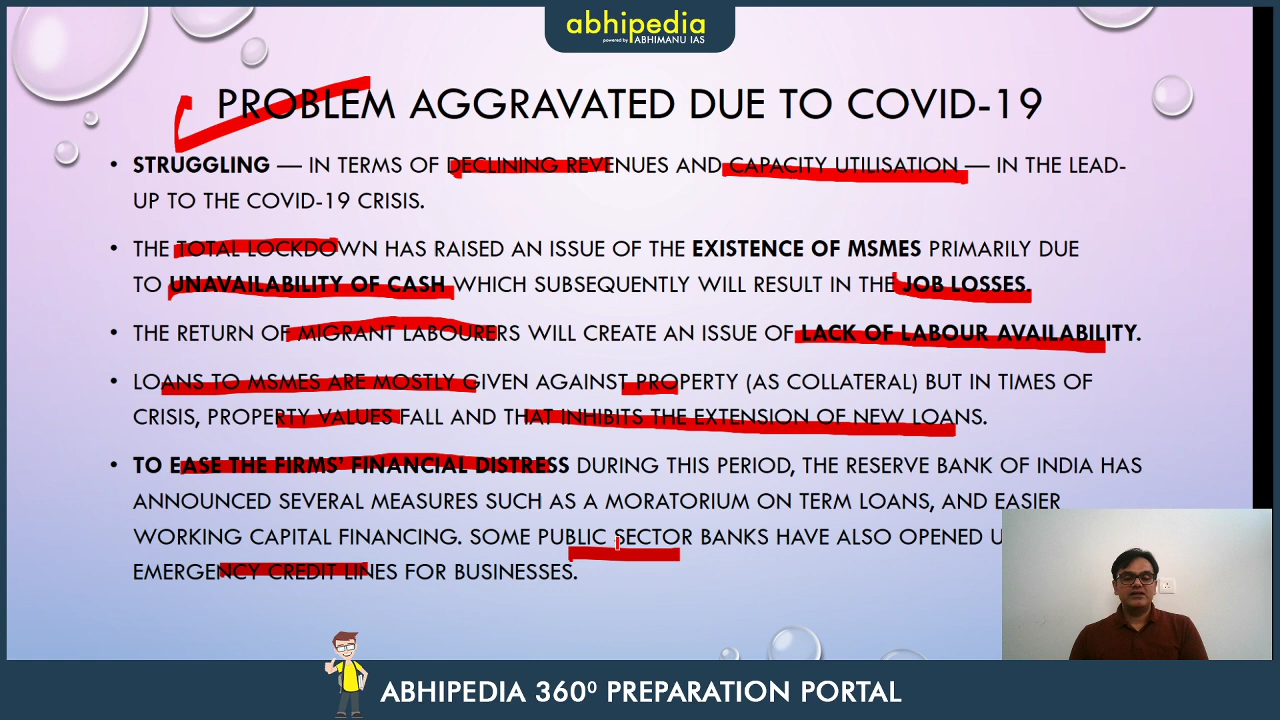 abhipedia
powered by ABHIMANU IAS
PROBLEM AGGRAVATED DUE TO COVID-19
• STRUGGLING — IN TERMS OF DECLINING REVENUES AND CAPACITY UTILISATION — IN THE LEAD-
UP TO THE COVID-19 CRISIS.
• THE TOTAL LOCKDOWN HAS RAISED AN ISSUE OF THE EXISTENCE OF MSMES PRIMARILY DUE
TO UNAVAILABILITY OF CASH WHICH SUBSEQUENTLY WILL RESULT IN THE JOB LOSSES.
• THE RETURN OF MIGRANT LABOURERS WILL CREATE AN ISSUE OF LACK OF LABOUR AVAILABILITY.
• LOANS TO MSMES ARE MOSTLY GIVEN AGAINST PROPERTY (AS COLLATERAL) BUT IN TIMES OF
CRISIS, PROPERTY VALUES FALL AND THAT INHIBITS THE EXTENSION OF NEW LOANS.
• TO EASE THE FIRMS' FINANCIAL DISTRESS DURING THIS PERIOD, THE RESERVE BANK OF INDIA HAS
ANNOUNCED SEVERAL MEASURES SUCH AS A MORATORIUM ON TERM LOANS, AND EASIER
WORKING CAPITAL FINANCING. SOME PUBLIC SECTOR BANKS HAVE ALSO OPENED
EMERGENCY CREDIT LINES FOR BUSINESSES.
ABHIPEDIA 360⁰ PREPARATION PORTAL